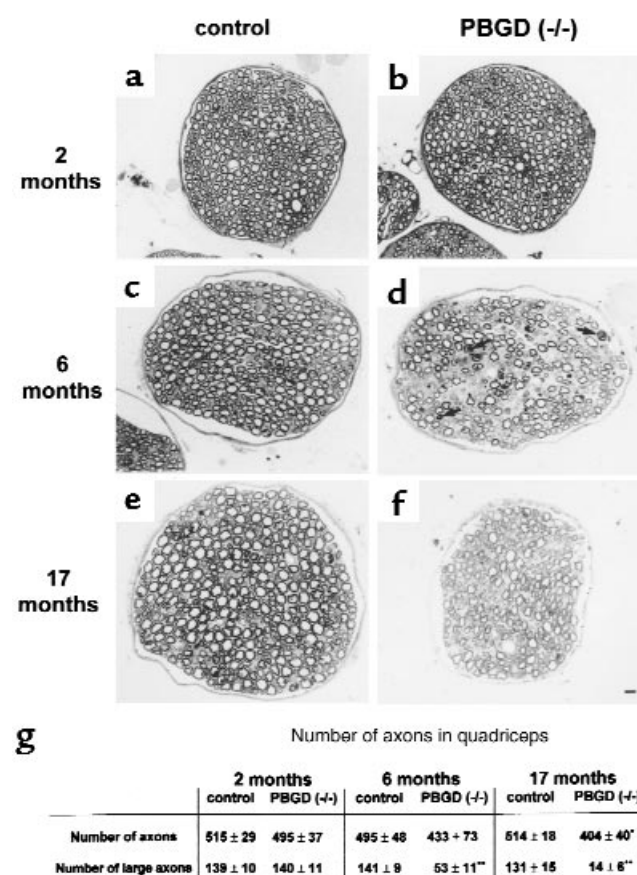 control PBGD (-/-)
a b
2 months
c d
6 months
e f
17 months
g Number of axons in quadriceps
2 months 6 months 17 months
control PBGD (-/-) control PBGD (-/-) control PBGD (-/-)
Number of axons 515 ± 29 495 ± 37 495 ± 48 433 + 73 514 ± 18 404 ± 40*
Number of large axons 139 ± 10 140 ± 11 141 ± 9 53 ± 11** 131 ± 15 14 ± 6**